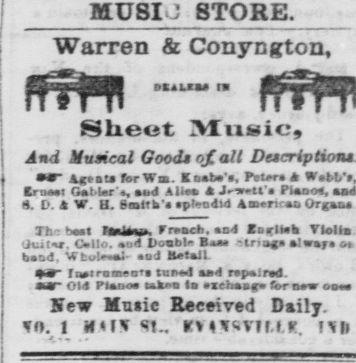 MUSIC STORE.
Warren & Conyngton,
DEALERS IN
Sheet Music,
And Musical Goods of all Descriptions.
Agents for Wm. Knabe's, Peters & Webb's,
Ernest Gabler's, and Allen & Jewett's Pianos, and
S. D. & W. H. Smith's splendid American Organs
The best Italian, French, and English Violin
Guitar, Cello, and Double Bass Strings always on
hand, Wholesale and Retail.
Instruments tuned and repaired.
Old Pianos taken in exchange for new ones
New Music Received Daily.
NO. 1 MAIN ST., EVANSVILLE, IND